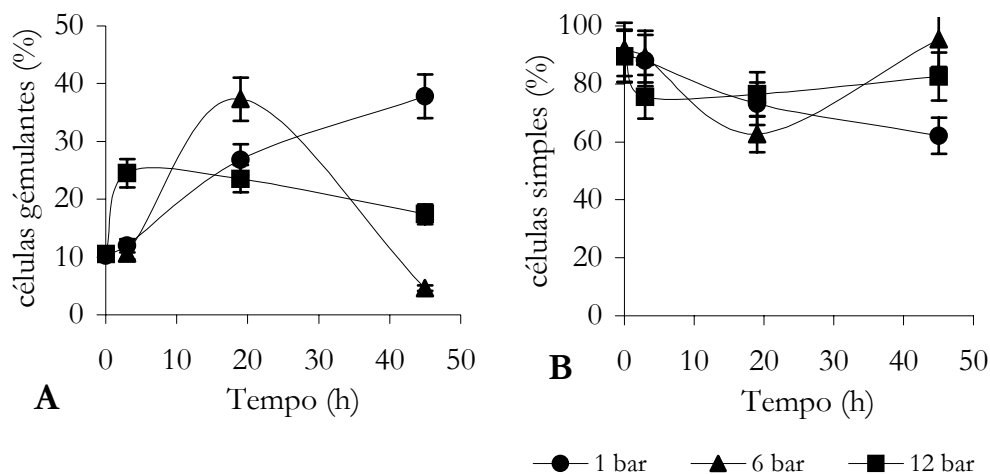 células gémulantes (%)
50
40
30
20
10
0
0 10 20 30 40 50
Tempo (h)
A
células simples (%)
100
80
60
40
20
0
0 10 20 30 40 50
Tempo (h)
B
1 bar 6 bar 12 bar